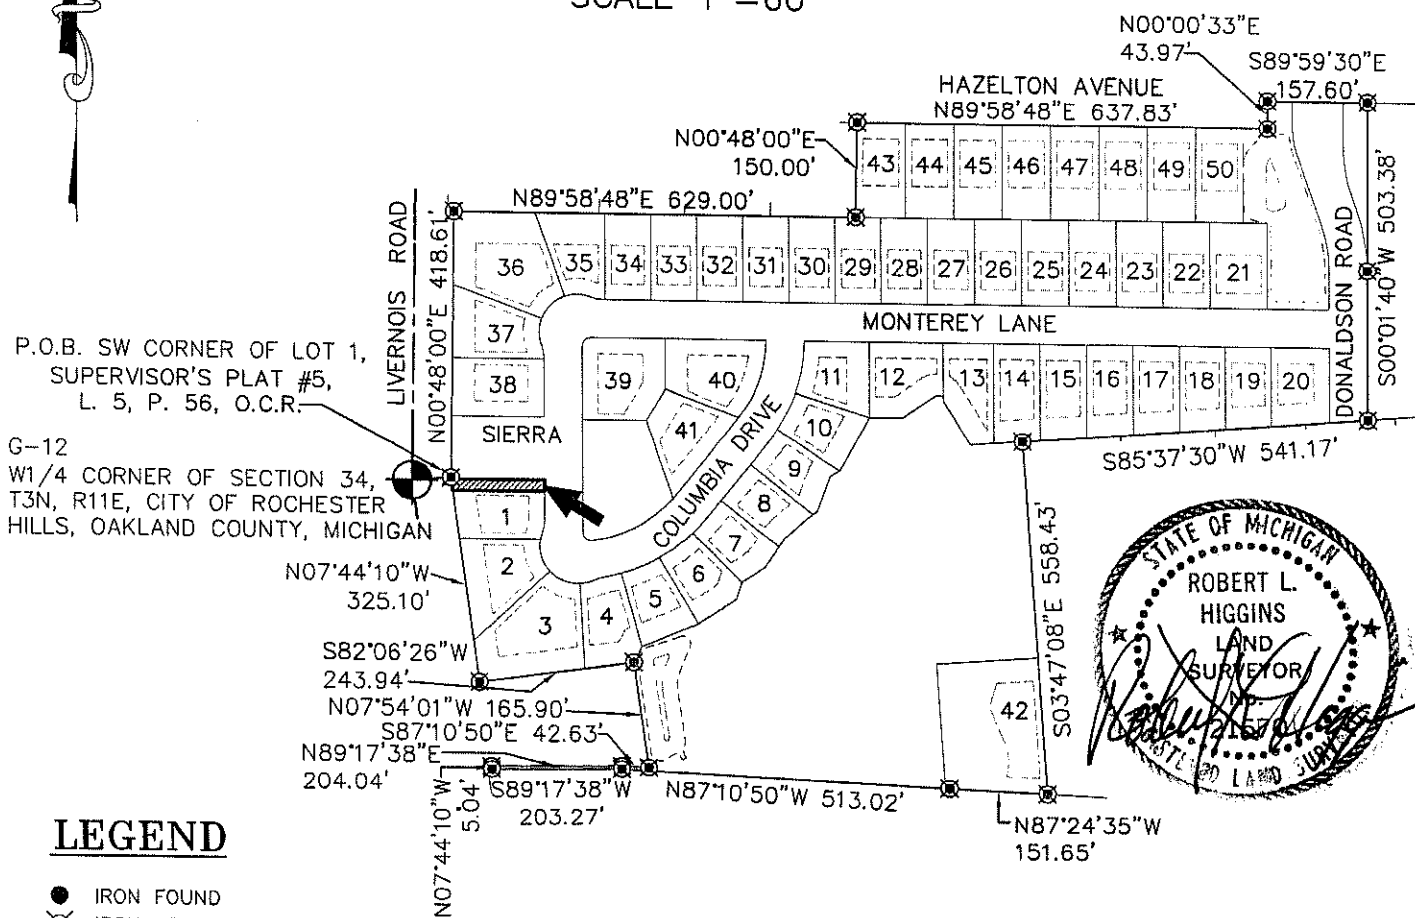 SCALE 1"=60'
N00°00'33"E
43.97'
S89°59'30"E
157.60'
HAZELTON AVENUE
N89°58'48"E 637.83'
N00°48'00"E
150.00'
43 44 45 46 47 48 49 50
N89°58'48"E 629.00'
LIVERNOIS ROAD
N00°48'00"E 418.61'
DONALDSON ROAD
S00°01'40"W 503.38'
36 35 34 33 32 31 30 29 28 27 26 25 24 23 22 21
37
MONTEREY LANE
P.O.B. SW CORNER OF LOT 1,
SUPERVISOR'S PLAT #5,
L. 5, P. 56, O.C.R.
38 39 40 11 12 13 14 15 16 17 18 19 20
SIERRA
41
COLUMBIA DRIVE
10
9
8
7
6
5
4
3
2
1
G-12
W1/4 CORNER OF SECTION 34,
T3N, R11E, CITY OF ROCHESTER
HILLS, OAKLAND COUNTY, MICHIGAN
S85°37'30"W 541.17'
N07°44'10"W
325.10'
S03°47'08"E 558.43'
STATE OF MICHIGAN
ROBERT L.
HIGGINS
LAND
SURVEYOR
LAND
S82°06'26"W
243.94'
N07°54'01"W 165.90'
S87°10'50"E 42.63'
N89°17'38"E
204.04'
42
N07°44'10"W
5.04'
S89°17'38"W
203.27'
N87°10'50"W 513.02'
N87°24'35"W
151.65'
LEGEND
IRON FOUND